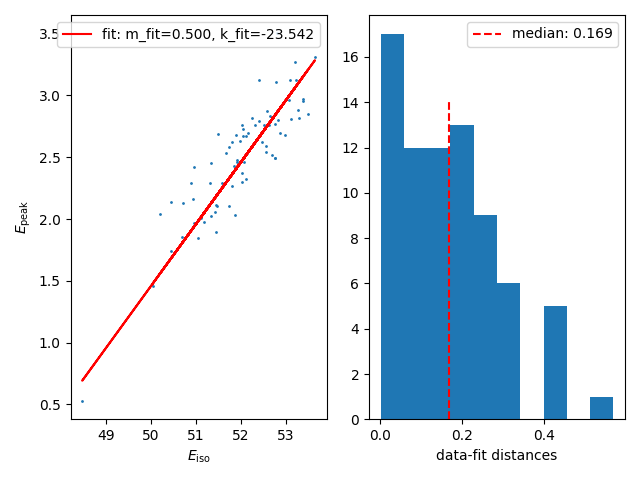 fit: m_fit=0.500, k_fit=-23.542
3.5
3.0
2.5
2.0
1.5
1.0
0.5
E_peak
49 50 51 52 53
E_iso
median: 0.169
16
14
12
10
8
6
4
2
0
0.0 0.2 0.4
data-fit distances